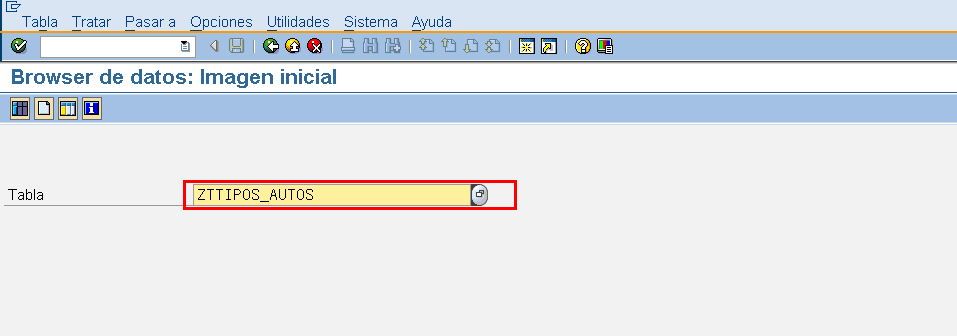 Tabla Tratar Pasar a Opciones Utilidades Sistema Ayuda
Browser de datos: Imagen inicial
Tabla ZTTIPOS_AUTOS